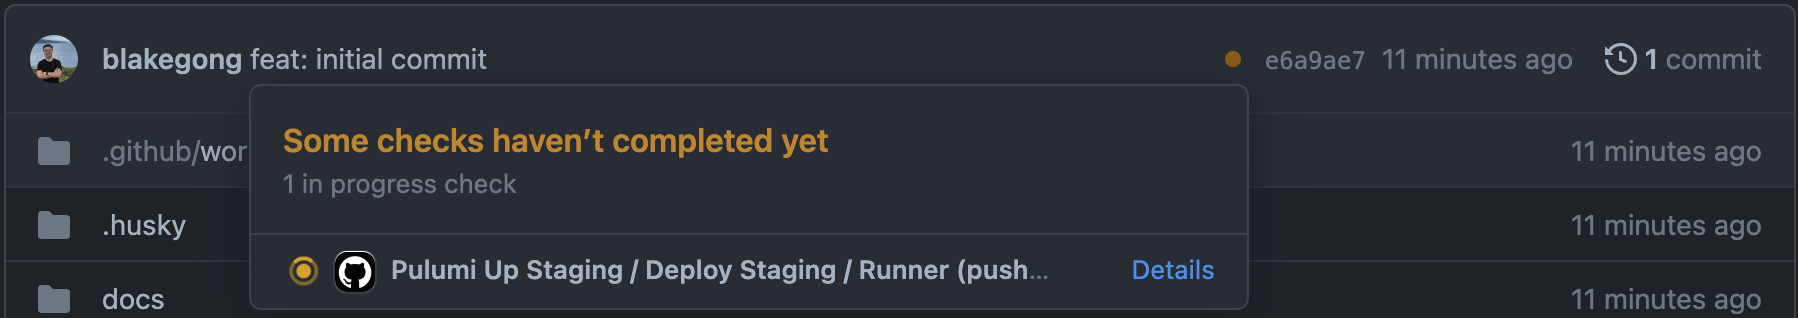 blakegong feat: initial commit e6a9ae7 11 minutes ago 1 commit
Some checks haven’t completed yet
1 in progress check
.github/wor 11 minutes ago
.husky 11 minutes ago
Pulumi Up Staging / Deploy Staging / Runner (push... Details
docs 11 minutes ago